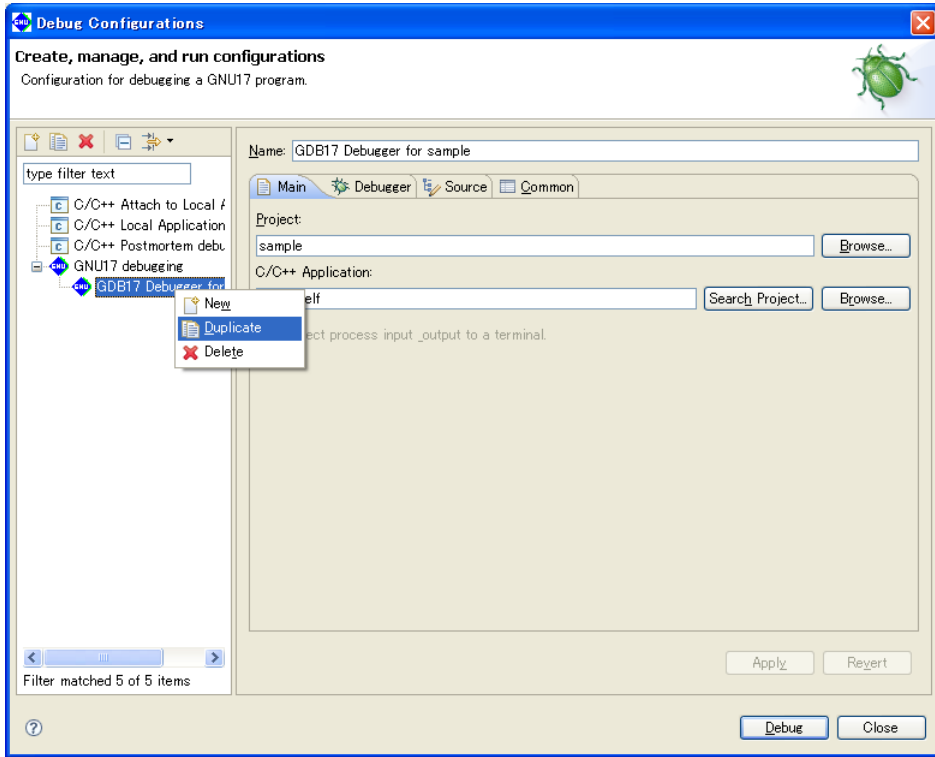 Debug Configurations
Create, manage, and run configurations
Configuration for debugging a GNU17 program.
type filter text
C/C++ Attach to Local
C/C++ Local Application
C/C++ Postmortem debu
GNU17 debugging
GDB17 Debugger for
New
Duplicate
Delete
Filter matched 5 of 5 items
Name: GDB17 Debugger for sample
Main Debugger Source Common
Project:
sample Browse...
C/C++ Application:
elf Search Project... Browse...
ect process input _output to a terminal.
Apply Revert
Debug Close